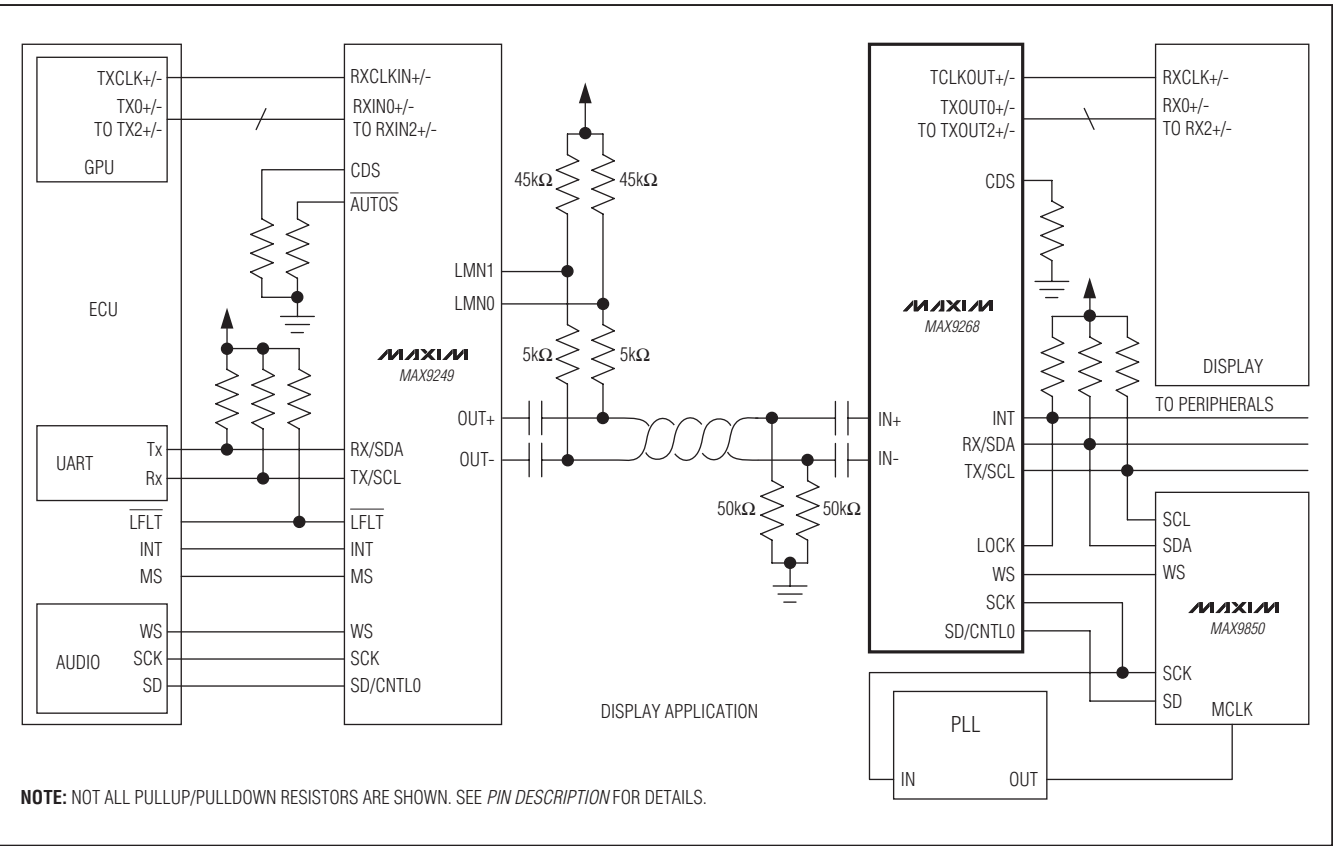 TXCLK+/-
TX0+/-
TO TX2+/-
GPU
ECU
UART
Tx
Rx
LFLT
INT
MS
AUDIO
WS
SCK
SD
RXCLKIN+/-
RXIN0+/-
TO RXIN2+/-
CDS
AUTOS
LMN1
LMN0
MAXIM
MAX9249
OUT+
OUT-
RX/SDA
TX/SCL
LFLT
INT
MS
WS
SCK
SD/CNTL0
45kΩ
45kΩ
5kΩ
5kΩ
50kΩ
50kΩ
DISPLAY APPLICATION
TCLKOUT+/-
TXOUT0+/-
TO TXOUT2+/-
CDS
MAXIM
MAX9268
IN+
IN-
INT
RX/SDA
TX/SCL
LOCK
WS
SCK
SD/CNTL0
RXCLK+/-
RX0+/-
TO RX2+/-
DISPLAY
TO PERIPHERALS
SCL
SDA
WS
MAXIM
MAX9850
SCK
SD
MCLK
PLL
IN
OUT
NOTE: NOT ALL PULLUP/PULLDOWN RESISTORS ARE SHOWN. SEE PIN DESCRIPTION FOR DETAILS.